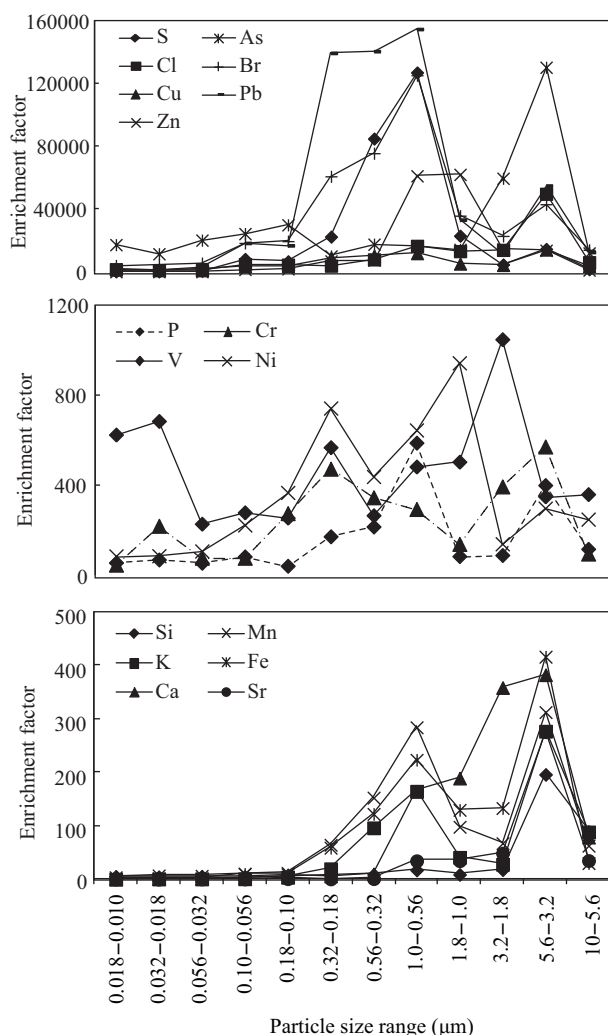 160000
120000
80000
40000
0
Enrichment factor
S As
Cl Br
Cu Pb
Zn
1200
800
400
0
Enrichment factor
P Cr
V Ni
500
400
300
200
100
0
Enrichment factor
Si Mn
K Fe
Ca Sr
0.018−0.010
0.032−0.018
0.056−0.032
0.10−0.056
0.18−0.10
0.32−0.18
0.56−0.32
1.0−0.56
1.8−1.0
3.2−1.8
5.6−3.2
10−5.6
Particle size range (μm)